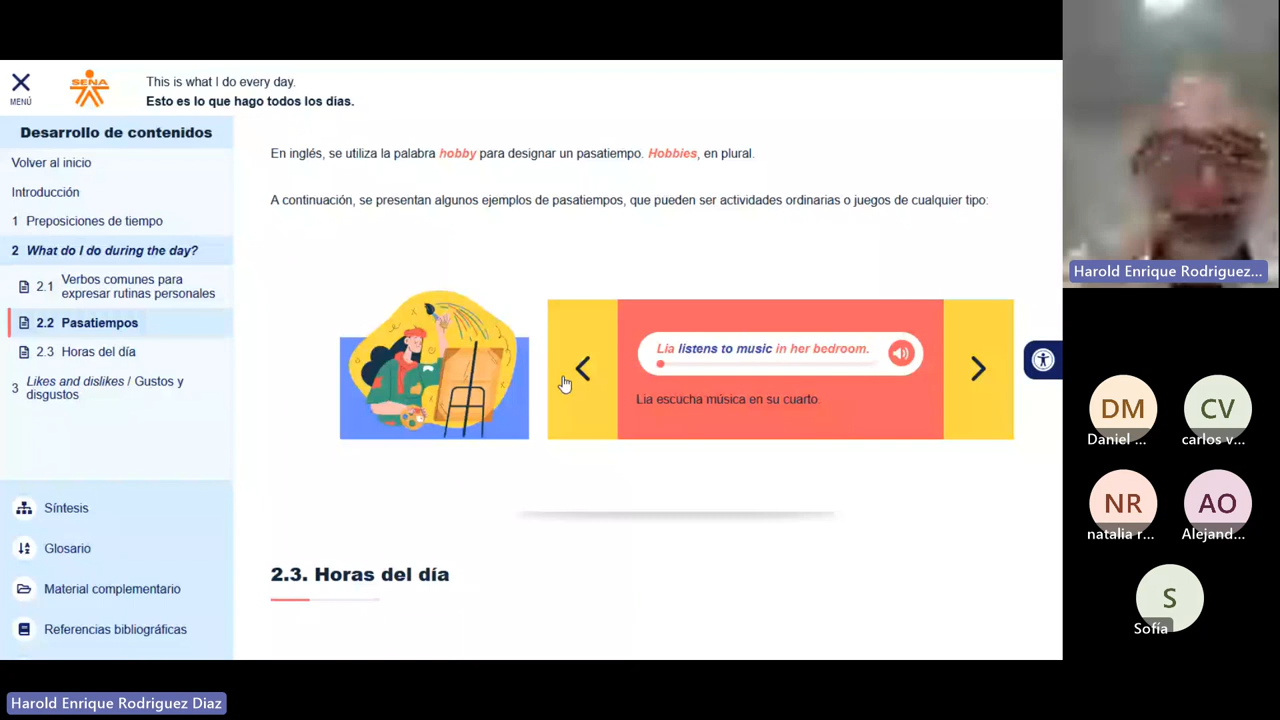 MENÚ
SENA
This is what I do every day.
Esto es lo que hago todos los dias.
Desarrollo de contenidos
Volver al inicio
Introducción
1 Preposiciones de tiempo
2 What do I do during the day?
2.1 Verbos comunes para
expresar rutinas personales
2.2 Pasatiempos
2.3 Horas del día
3 Likes and dislikes / Gustos y
disgustos
Síntesis
Glosario
Material complementario
Referencias bibliográficas
En inglés, se utiliza la palabra hobby para designar un pasatiempo. Hobbies, en plural.
A continuación, se presentan algunos ejemplos de pasatiempos, que pueden ser actividades ordinarias o juegos de cualquier tipo:
Lia listens to music in her bedroom.
Lia escucha música en su cuarto.
2.3. Horas del día
Harold Enrique Rodriguez...
DM
Daniel ...
CV
carlos v...
NR
natalia r...
AO
Alejand...
S
Sofía
Harold Enrique Rodriguez Diaz